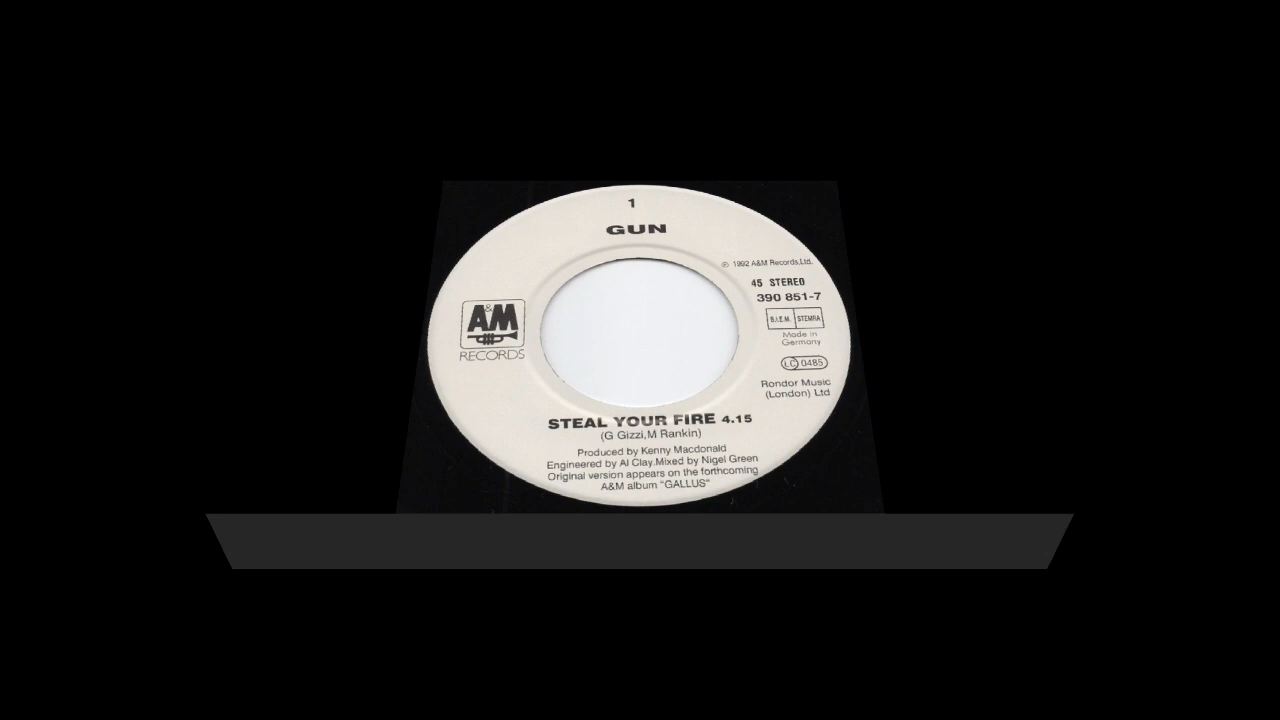 1
GUN
℗ 1992 A&M Records,Ltd.
45 STEREO
390 851-7
B.I.E.M. STEMRA
Made in
Germany
LC 0485
Rondor Music
(London) Ltd
A&M
RECORDS
STEAL YOUR FIRE 4.15
(G Gizzi,M Rankin)
Produced by Kenny Macdonald
Engineered by Al Clay.Mixed by Nigel Green
Original version appears on the forthcoming
A&M album "GALLUS"